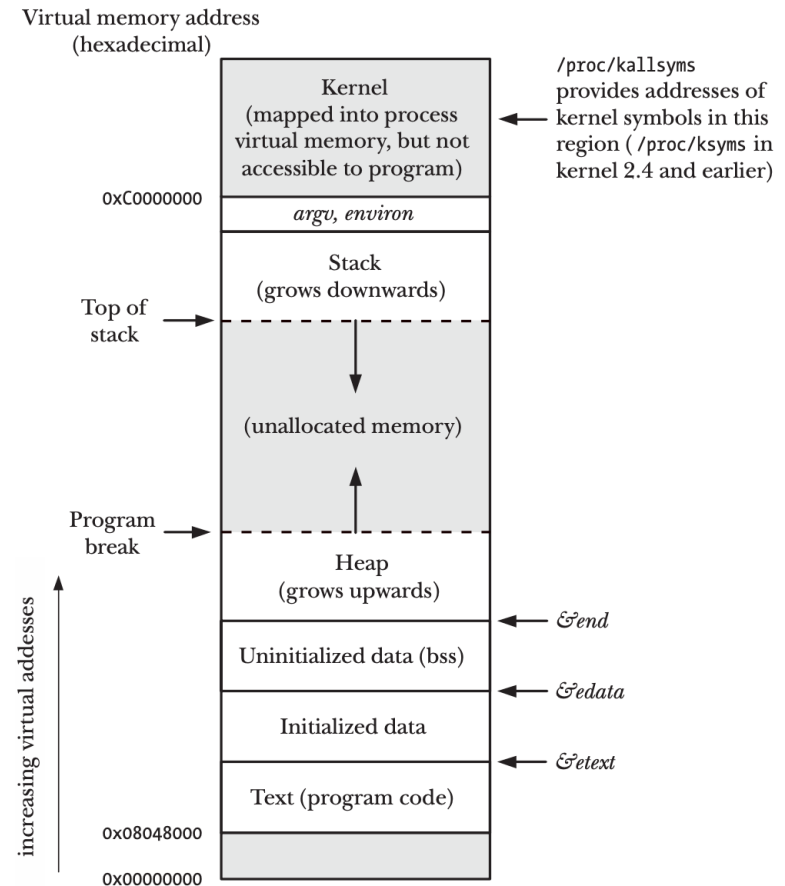 Virtual memory address
(hexadecimal)
Kernel
(mapped into process
virtual memory, but not
accessible to program)
/proc/kallsyms
provides addresses of
kernel symbols in this
region (/proc/ksyms in
kernel 2.4 and earlier)
0xC0000000
argv, environ
Stack
(grows downwards)
Top of
stack
(unallocated memory)
Program
break
Heap
(grows upwards)
&end
Uninitialized data (bss)
&edata
Initialized data
&etext
Text (program code)
0x08048000
0x00000000
increasing virtual addesses